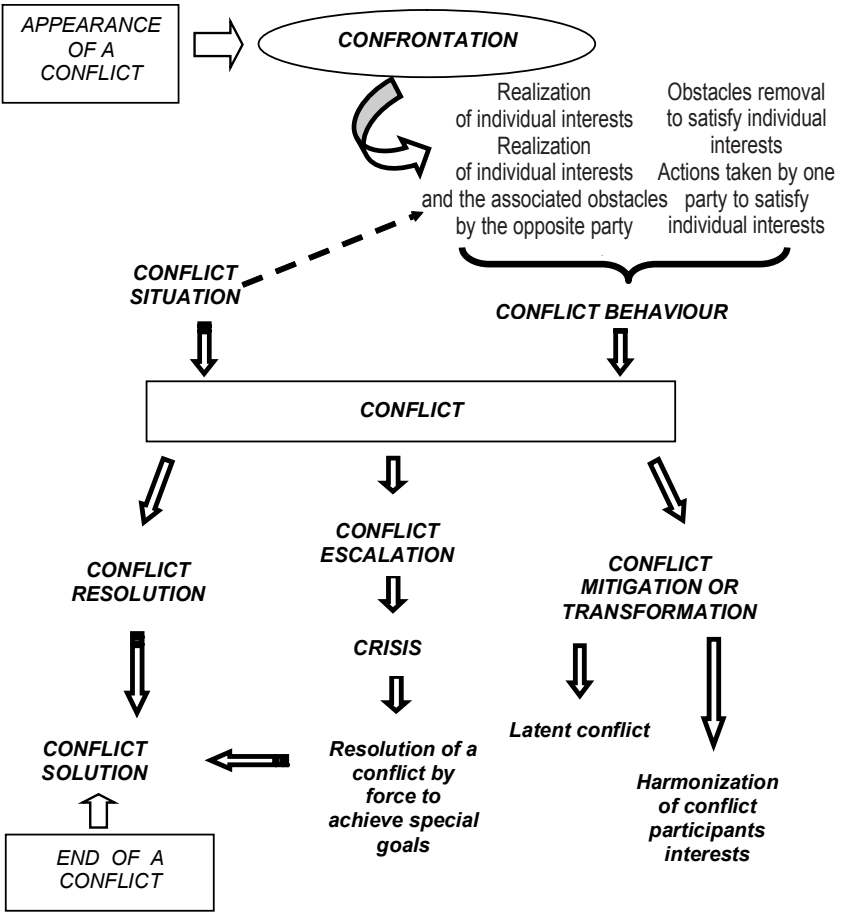 APPEARANCE
OF A
CONFLICT
CONFRONTATION
Realization
of individual interests
Realization
of individual interests
and the associated obstacles
by the opposite party
Obstacles removal
to satisfy individual
interests
Actions taken by one
party to satisfy
individual interests
CONFLICT
SITUATION
CONFLICT BEHAVIOUR
CONFLICT
CONFLICT
RESOLUTION
CONFLICT
ESCALATION
CONFLICT
MITIGATION OR
TRANSFORMATION
CRISIS
Latent conflict
CONFLICT
SOLUTION
Resolution of a
conflict by
force to
achieve special
goals
Harmonization
of conflict
participants
interests
END OF A
CONFLICT